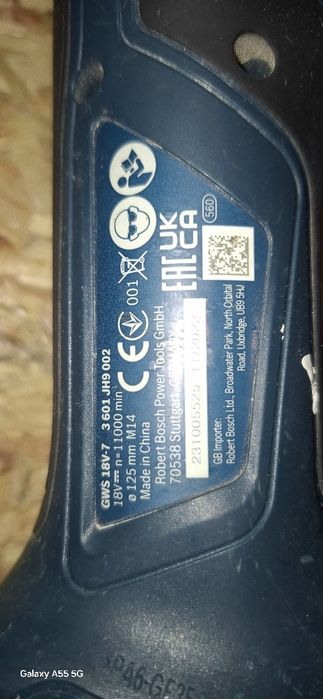 GWS 18V-7 3 601 JH9 002
18V⎓ n=11000 min
ø 125 mm M14
Made in China
001
CE
EAC
UK
CA
560
Robert Bosch Power Tools GmbH
70538 Stuttgart
231005525
GB Importer:
Robert Bosch Ltd., Broadwater Park, North Orbital
Road, Uxbridge, UB9 5HJ
Galaxy A55 5G